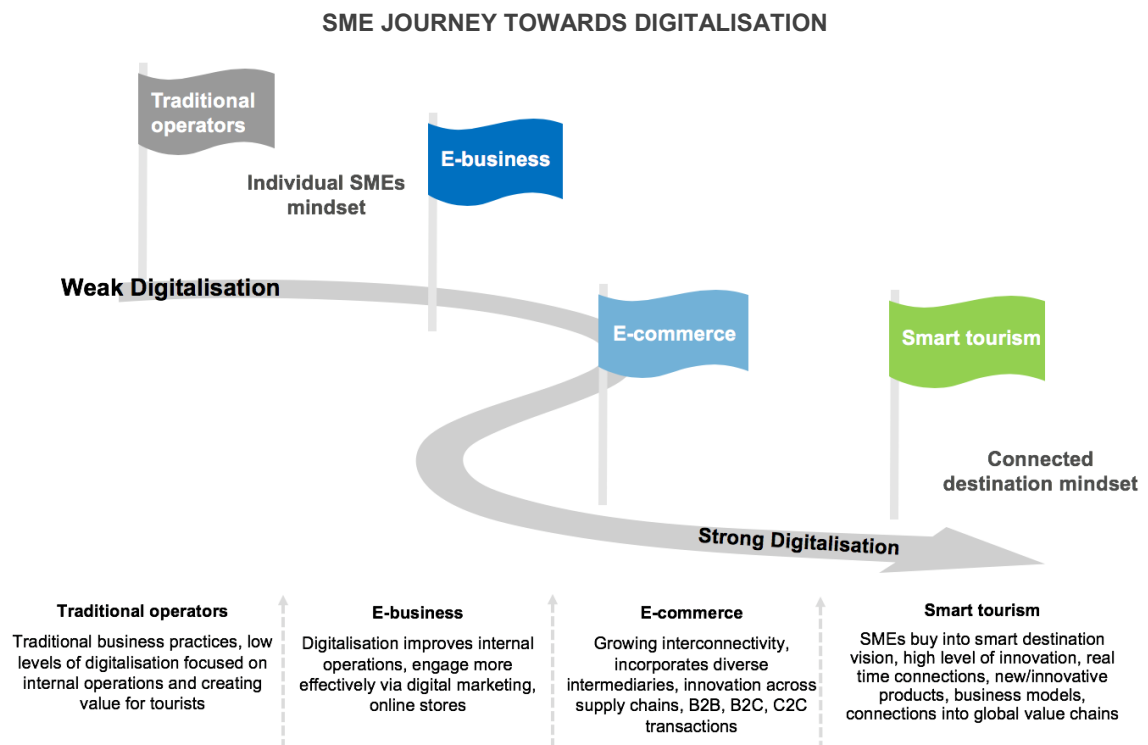 SME JOURNEY TOWARDS DIGITALISATION
Traditional
operators
E-business
Individual SMEs
mindset
Weak Digitalisation
E-commerce
Smart tourism
Connected
destination mindset
Strong Digitalisation
Traditional operators
Traditional business practices, low
levels of digitalisation focused on
internal operations and creating
value for tourists
E-business
Digitalisation improves internal
operations, engage more
effectively via digital marketing,
online stores
E-commerce
Growing interconnectivity,
incorporates diverse
intermediaries, innovation across
supply chains, B2B, B2C, C2C
transactions
Smart tourism
SMEs buy into smart destination
vision, high level of innovation, real
time connections, new/innovative
products, business models,
connections into global value chains